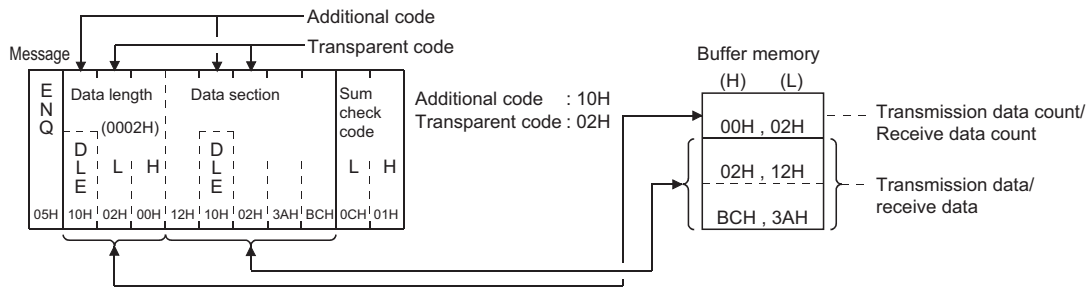 Additional code
Transparent code
Message
E
N
Q
Data length
(0002H)
D
L
E
L
H
Data section
D
L
E
Sum
check
code
L
H
05H 10H 02H 00H 12H 10H 02H 3AH BCH 0CH 01H
Additional code : 10H
Transparent code : 02H
Buffer memory
(H) (L)
00H , 02H
02H , 12H
BCH , 3AH
Transmission data count/
Receive data count
Transmission data/
receive data